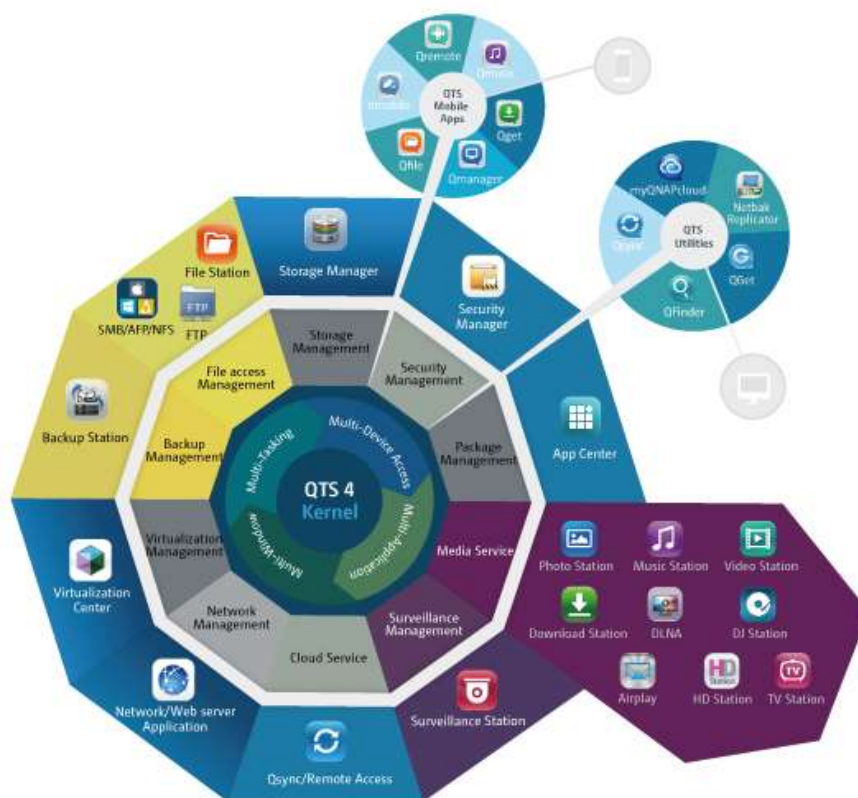 Qremote
Qmusic
QTS
Mobile
Apps
Qget
Qfile
Qmanager
myQNAPcloud
Netbak
Replicator
Qsync
QTS
Utilities
QGet
QFinder
File Station
Storage Manager
SMB/AFP/NFS
FTP
FTP
Security
Manager
Storage
Management
Security
Management
File access
Management
Backup Station
Backup
Management
Multi-Tasking
Multi-Device Access
Package
Management
App Center
QTS 4
Kernel
Virtualization
Management
Multi-Window
Multi-Application
Media Service
Photo Station
Music Station
Video Station
Virtualization
Center
Network
Management
Surveillance
Management
Download Station
DLNA
DJ Station
Cloud Service
HD
Station
TV
Airplay
HD Station
TV Station
Network/Web server
Application
Surveillance Station
Qsync/Remote Access